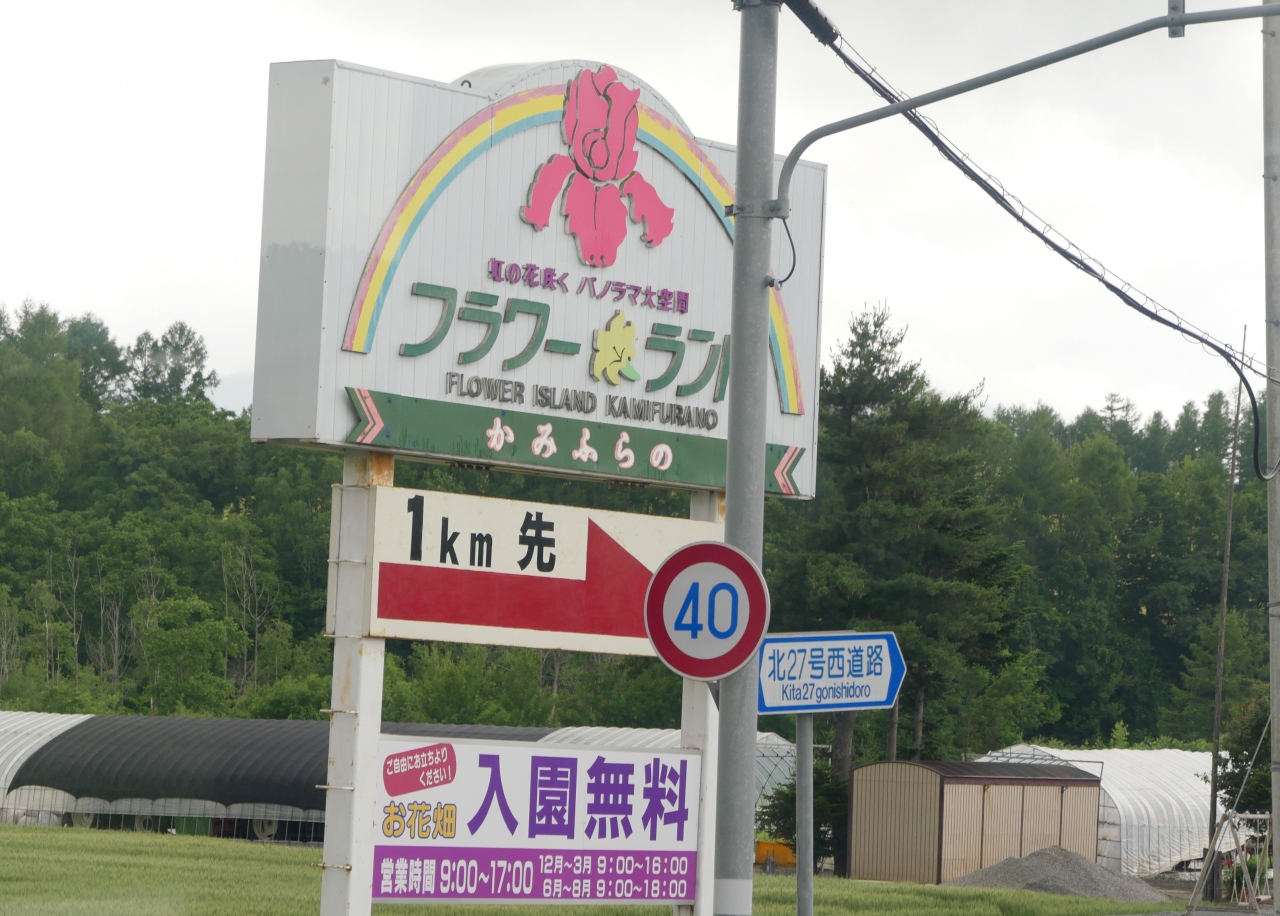 虹の花咲く パノラマ大空間
フラワーランド
FLOWER ISLAND KAMIFURANO
かみふらの
1km 先
40
北27号西道路
Kita27gonishidoro
ご自由にお立ちより
ください!
お花畑
入園無料
営業時間 9:00~17:00
12月~3月 9:00~16:00
6月~8月 9:00~18:00